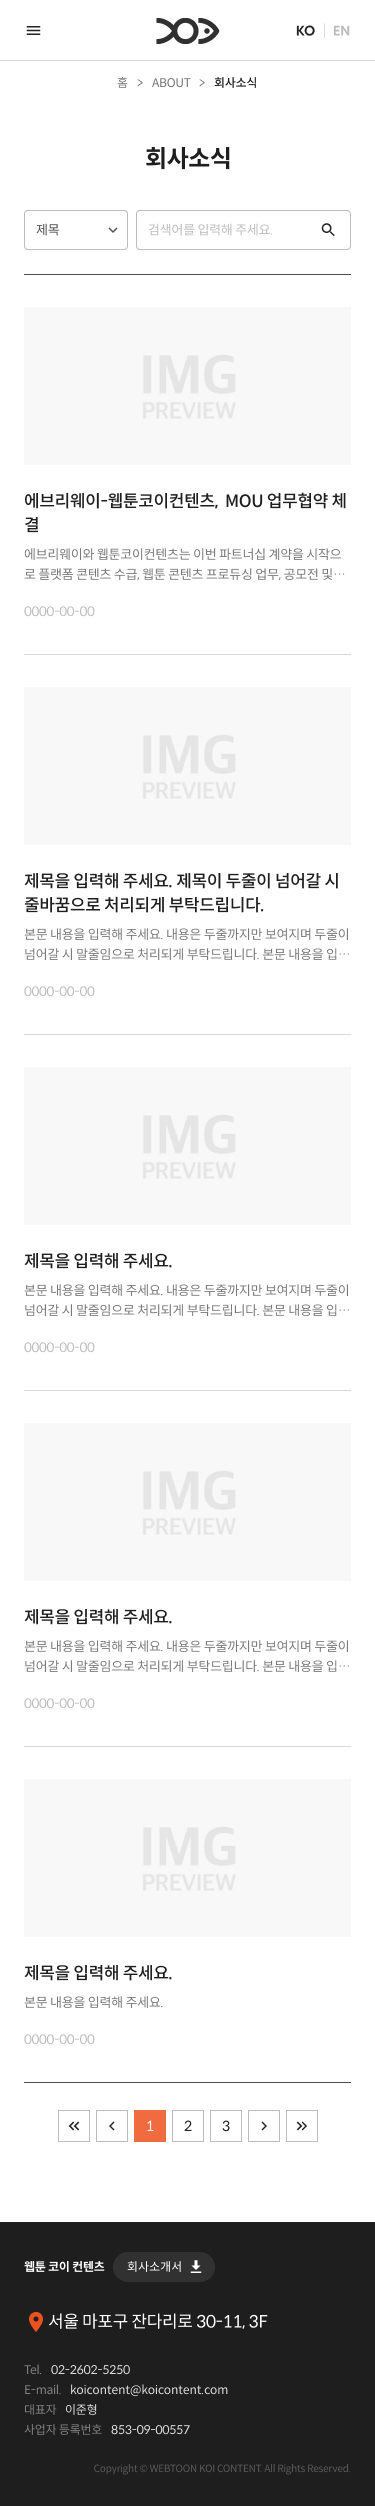 KO EN
홈 > ABOUT > 회사소식
회사소식
제목 검색어를 입력해 주세요.
IMG
PREVIEW
에브리웨이-웹툰코이컨텐츠, MOU 업무협약 체
결
에브리웨이와 웹툰코이컨텐츠는 이번 파트너십 계약을 시작으
로 플랫폼 콘텐츠 수급, 웹툰 콘텐츠 프로듀싱 업무, 공모전 및…
0000-00-00
IMG
PREVIEW
제목을 입력해 주세요. 제목이 두줄이 넘어갈 시
줄바꿈으로 처리되게 부탁드립니다.
본문 내용을 입력해 주세요. 내용은 두줄까지만 보여지며 두줄이
넘어갈 시 말줄임으로 처리되게 부탁드립니다. 본문 내용을 입…
0000-00-00
IMG
PREVIEW
제목을 입력해 주세요.
본문 내용을 입력해 주세요. 내용은 두줄까지만 보여지며 두줄이
넘어갈 시 말줄임으로 처리되게 부탁드립니다. 본문 내용을 입…
0000-00-00
IMG
PREVIEW
제목을 입력해 주세요.
본문 내용을 입력해 주세요. 내용은 두줄까지만 보여지며 두줄이
넘어갈 시 말줄임으로 처리되게 부탁드립니다. 본문 내용을 입…
0000-00-00
IMG
PREVIEW
제목을 입력해 주세요.
본문 내용을 입력해 주세요.
0000-00-00
1 2 3
웹툰 코이 컨텐츠 회사소개서
서울 마포구 잔다리로 30-11, 3F
Tel. 02-2602-5250
E-mail. koicontent@koicontent.com
대표자 이준형
사업자 등록번호 853-09-00557
Copyright © WEBTOON KOI CONTENT. All Rights Reserved.